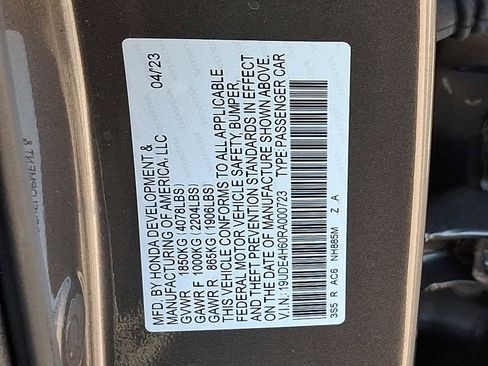 MFD. BY HONDA DEVELOPMENT & 04/23
MANUFACTURING OF AMERICA, LLC
GVWR 1850KG (4078LBS)
GAWR F 1000KG (2204LBS)
GAWR R 865KG (1906LBS)
THIS VEHICLE CONFORMS TO ALL APPLICABLE
FEDERAL MOTOR VEHICLE SAFETY, BUMPER,
AND THEFT PREVENTION STANDARDS IN EFFECT
ON THE DATE OF MANUFACTURE SHOWN ABOVE.
V.I.N.: 19UDE4H60RA000723 TYPE:PASSENGER CAR
3S5 R AC6 NH885M Z A